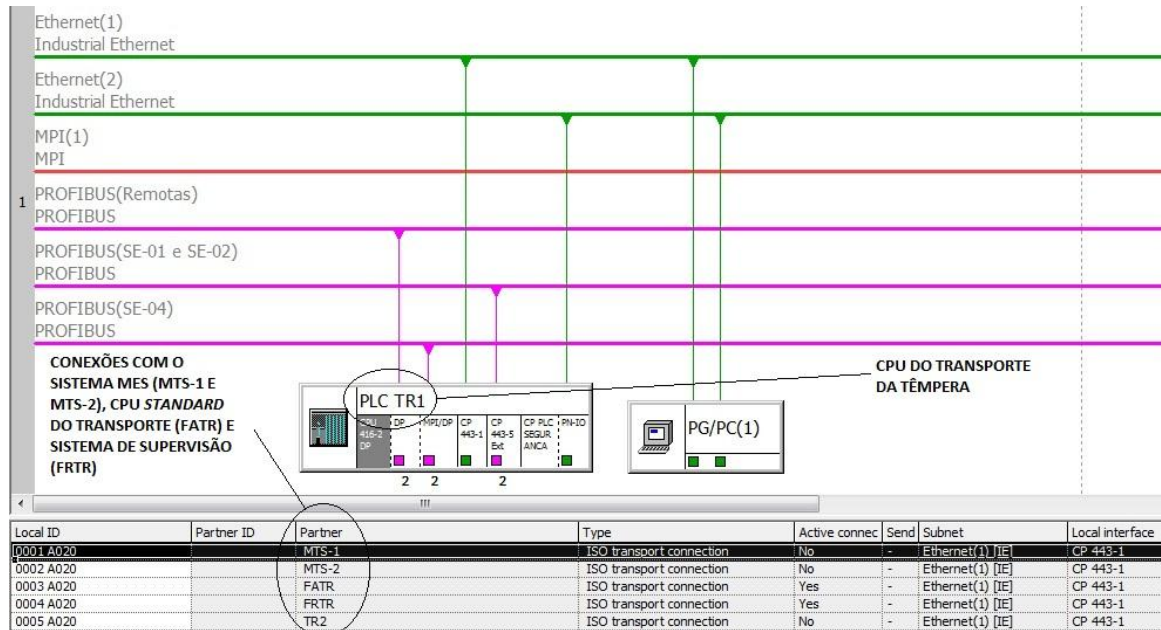 Ethernet(1)
Industrial Ethernet
Ethernet(2)
Industrial Ethernet
MPI(1)
MPI
1
PROFIBUS(Remotas)
PROFIBUS
PROFIBUS(SE-01 e SE-02)
PROFIBUS
PROFIBUS(SE-04)
PROFIBUS
CONEXÕES COM O
SISTEMA MES (MTS-1 E
MTS-2), CPU STANDARD
DO TRANSPORTE (FATR) E
SISTEMA DE SUPERVISÃO
(FRTR)
CPU DO TRANSPORTE
DA TÊMPERA
PLC TR1
CPU
416-2
DP
DP
MPI/DP
CP
443-1
CP
443-5
Ext
CP PLC
SEGUR
ANCA
PN-IO
2 2 2
PG/PC(1)
Local ID Partner ID Partner Type Active connec Send Subnet Local interface
0001 A020 MTS-1 ISO transport connection No - Ethernet(1) [IE] CP 443-1
0002 A020 MTS-2 ISO transport connection No - Ethernet(1) [IE] CP 443-1
0003 A020 FATR ISO transport connection Yes - Ethernet(1) [IE] CP 443-1
0004 A020 FRTR ISO transport connection Yes - Ethernet(1) [IE] CP 443-1
0005 A020 TR2 ISO transport connection No - Ethernet(1) [IE] CP 443-1